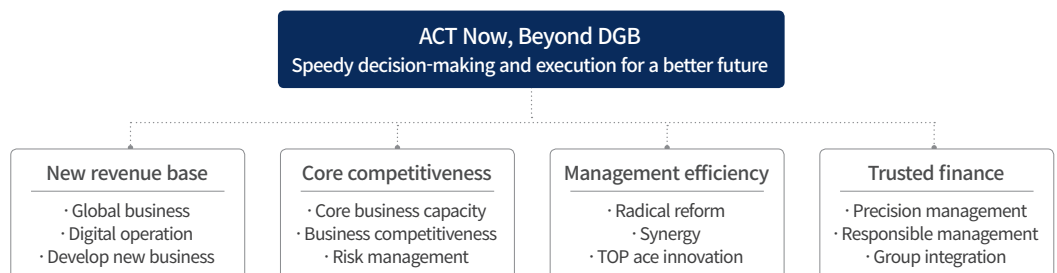 ACT Now, Beyond DGB
Speedy decision-making and execution for a better future
New revenue base
· Global business
· Digital operation
· Develop new business
Core competitiveness
· Core business capacity
· Business competitiveness
· Risk management
Management efficiency
· Radical reform
· Synergy
· TOP ace innovation
Trusted finance
· Precision management
· Responsible management
· Group integration